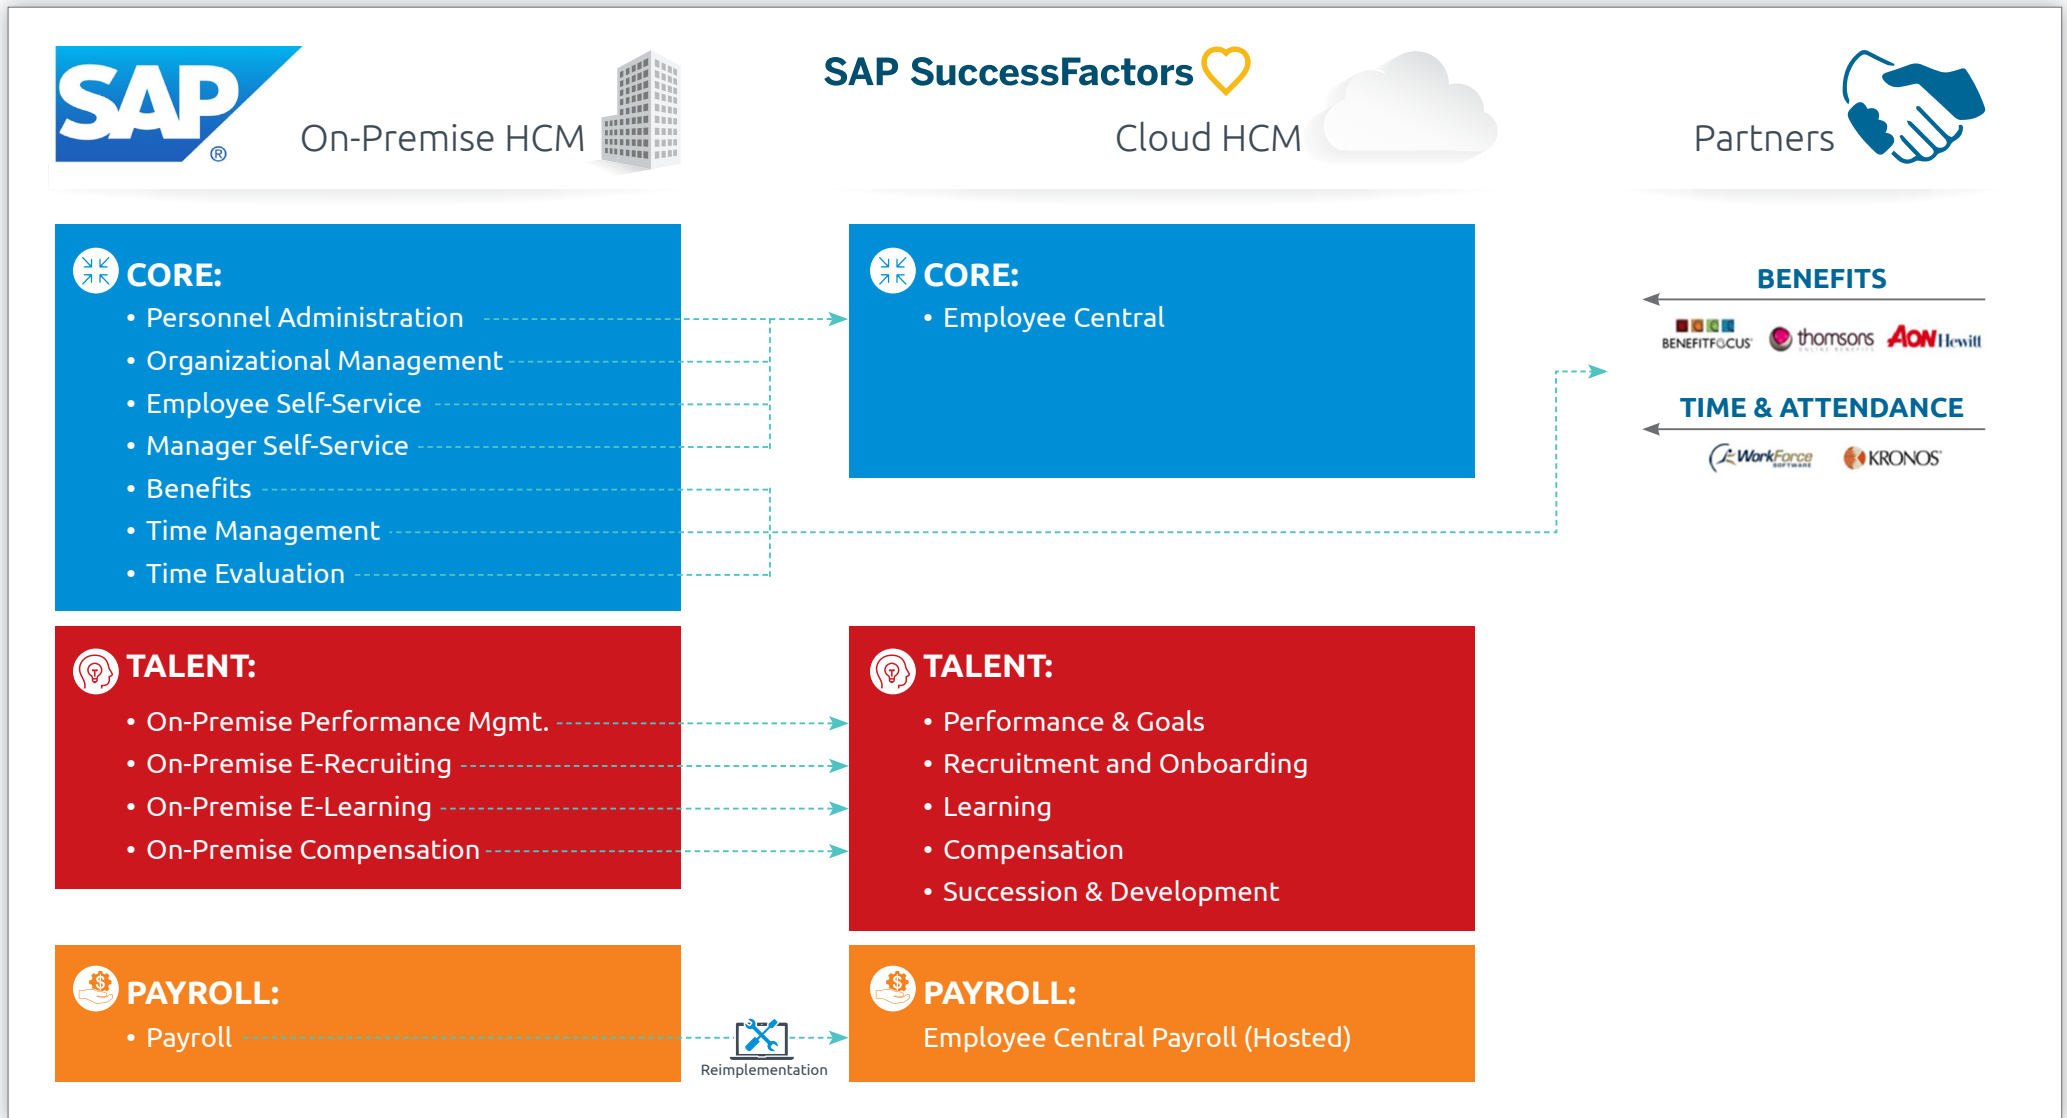 SAP
®
On-Premise HCM
SAP SuccessFactors
Cloud HCM
Partners
CORE:
• Personnel Administration
• Organizational Management
• Employee Self-Service
• Manager Self-Service
• Benefits
• Time Management
• Time Evaluation
CORE:
• Employee Central
BENEFITS
BENEFITFOCUS
thomsons
ONLINE BENEFITS
AON Hewitt
TIME & ATTENDANCE
WorkForce
SOFTWARE
KRONOS
TALENT:
• On-Premise Performance Mgmt.
• On-Premise E-Recruiting
• On-Premise E-Learning
• On-Premise Compensation
TALENT:
• Performance & Goals
• Recruitment and Onboarding
• Learning
• Compensation
• Succession & Development
PAYROLL:
• Payroll
Reimplementation
PAYROLL:
Employee Central Payroll (Hosted)